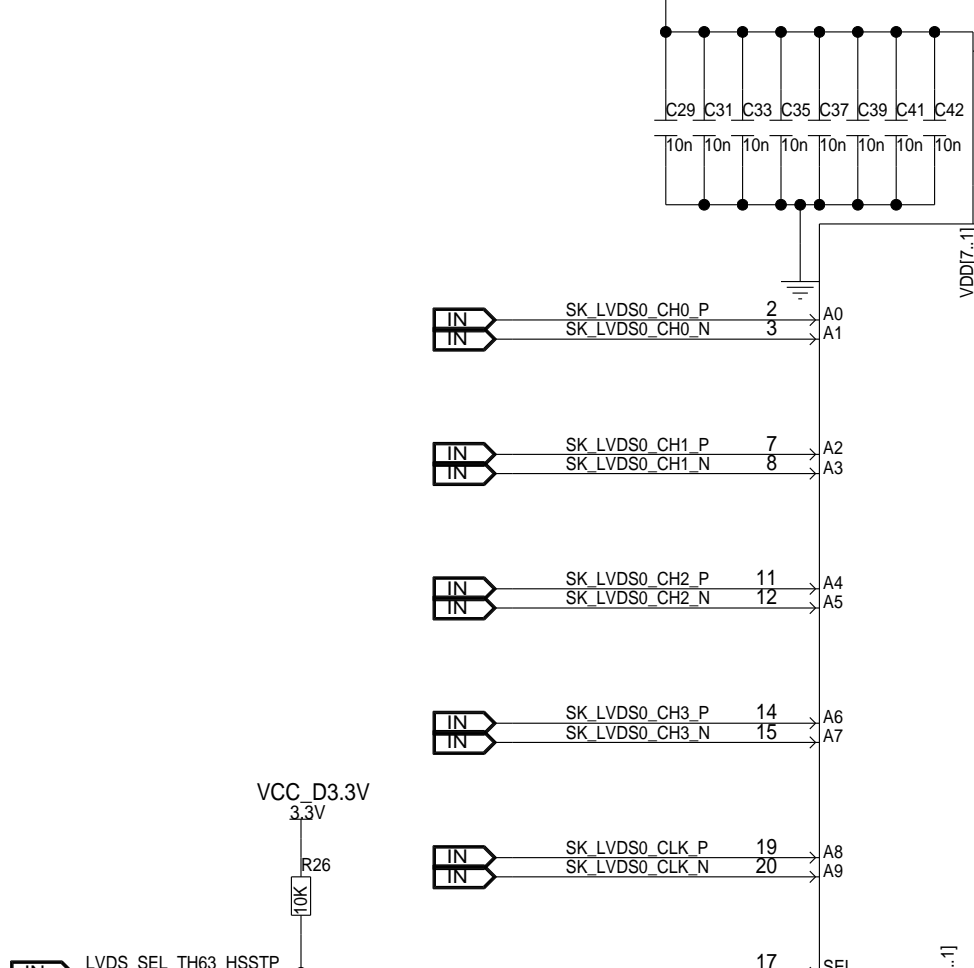 C29 C31 C33 C35 C37 C39 C41 C42
10n 10n 10n 10n 10n 10n 10n 10n
VDD[7..1]
IN SK_LVDS0_CH0_P 2 A0
IN SK_LVDS0_CH0_N 3 A1
IN SK_LVDS0_CH1_P 7 A2
IN SK_LVDS0_CH1_N 8 A3
IN SK_LVDS0_CH2_P 11 A4
IN SK_LVDS0_CH2_N 12 A5
IN SK_LVDS0_CH3_P 14 A6
IN SK_LVDS0_CH3_N 15 A7
VCC_D3.3V
3.3V
IN SK_LVDS0_CLK_P 19 A8
IN SK_LVDS0_CLK_N 20 A9
R26
10K
..1]
IN LVDS_SEL_TH63_HSSTP 17 SEL